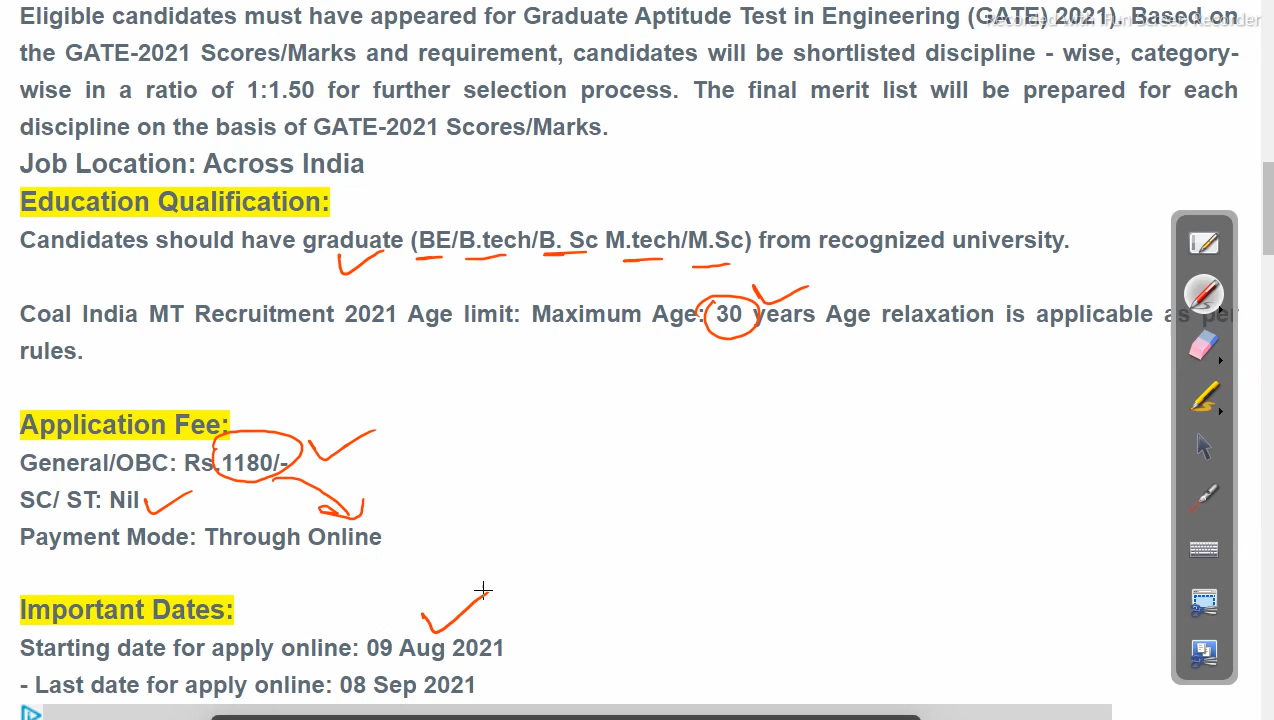 Eligible candidates must have appeared for Graduate Aptitude Test in Engineering (GATE) 2021). Based on
Recorded with iFun Screen Recorder
the GATE-2021 Scores/Marks and requirement, candidates will be shortlisted discipline - wise, category-
wise in a ratio of 1:1.50 for further selection process. The final merit list will be prepared for each
discipline on the basis of GATE-2021 Scores/Marks.
Job Location: Across India
Education Qualification:
Candidates should have graduate (BE/B.tech/B. Sc M.tech/M.Sc) from recognized university.
Coal India MT Recruitment 2021 Age limit: Maximum Age: 30 years Age relaxation is applicable as per
rules.
Application Fee:
General/OBC: Rs.1180/-
SC/ ST: Nil
Payment Mode: Through Online
Important Dates:
Starting date for apply online: 09 Aug 2021
- Last date for apply online: 08 Sep 2021